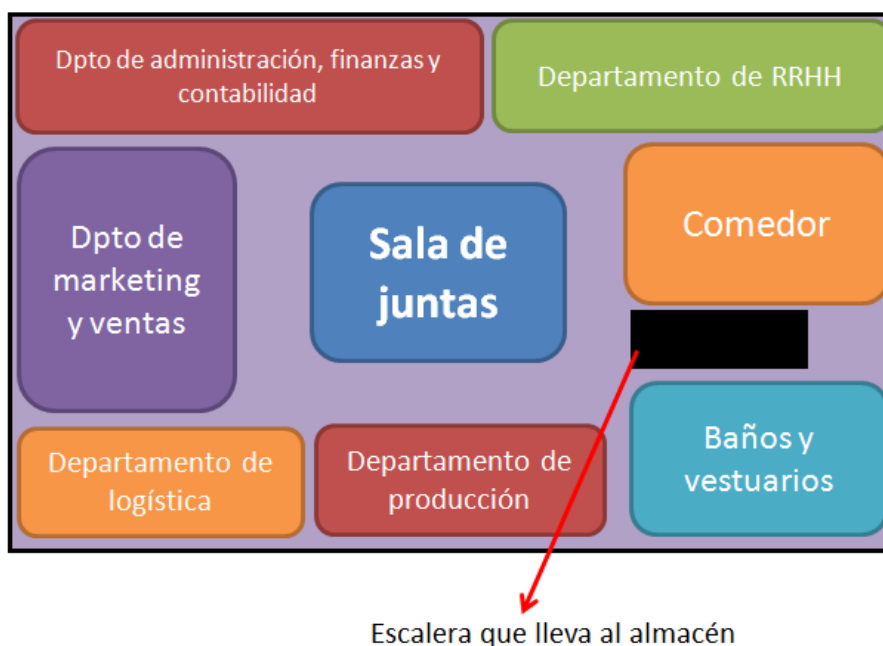 Dpto de administración, finanzas y
contabilidad
Departamento de RRHH
Dpto de
marketing
y ventas
Sala de
juntas
Comedor
Departamento de
logística
Departamento de
producción
Baños y
vestuarios
Escalera que lleva al almacén